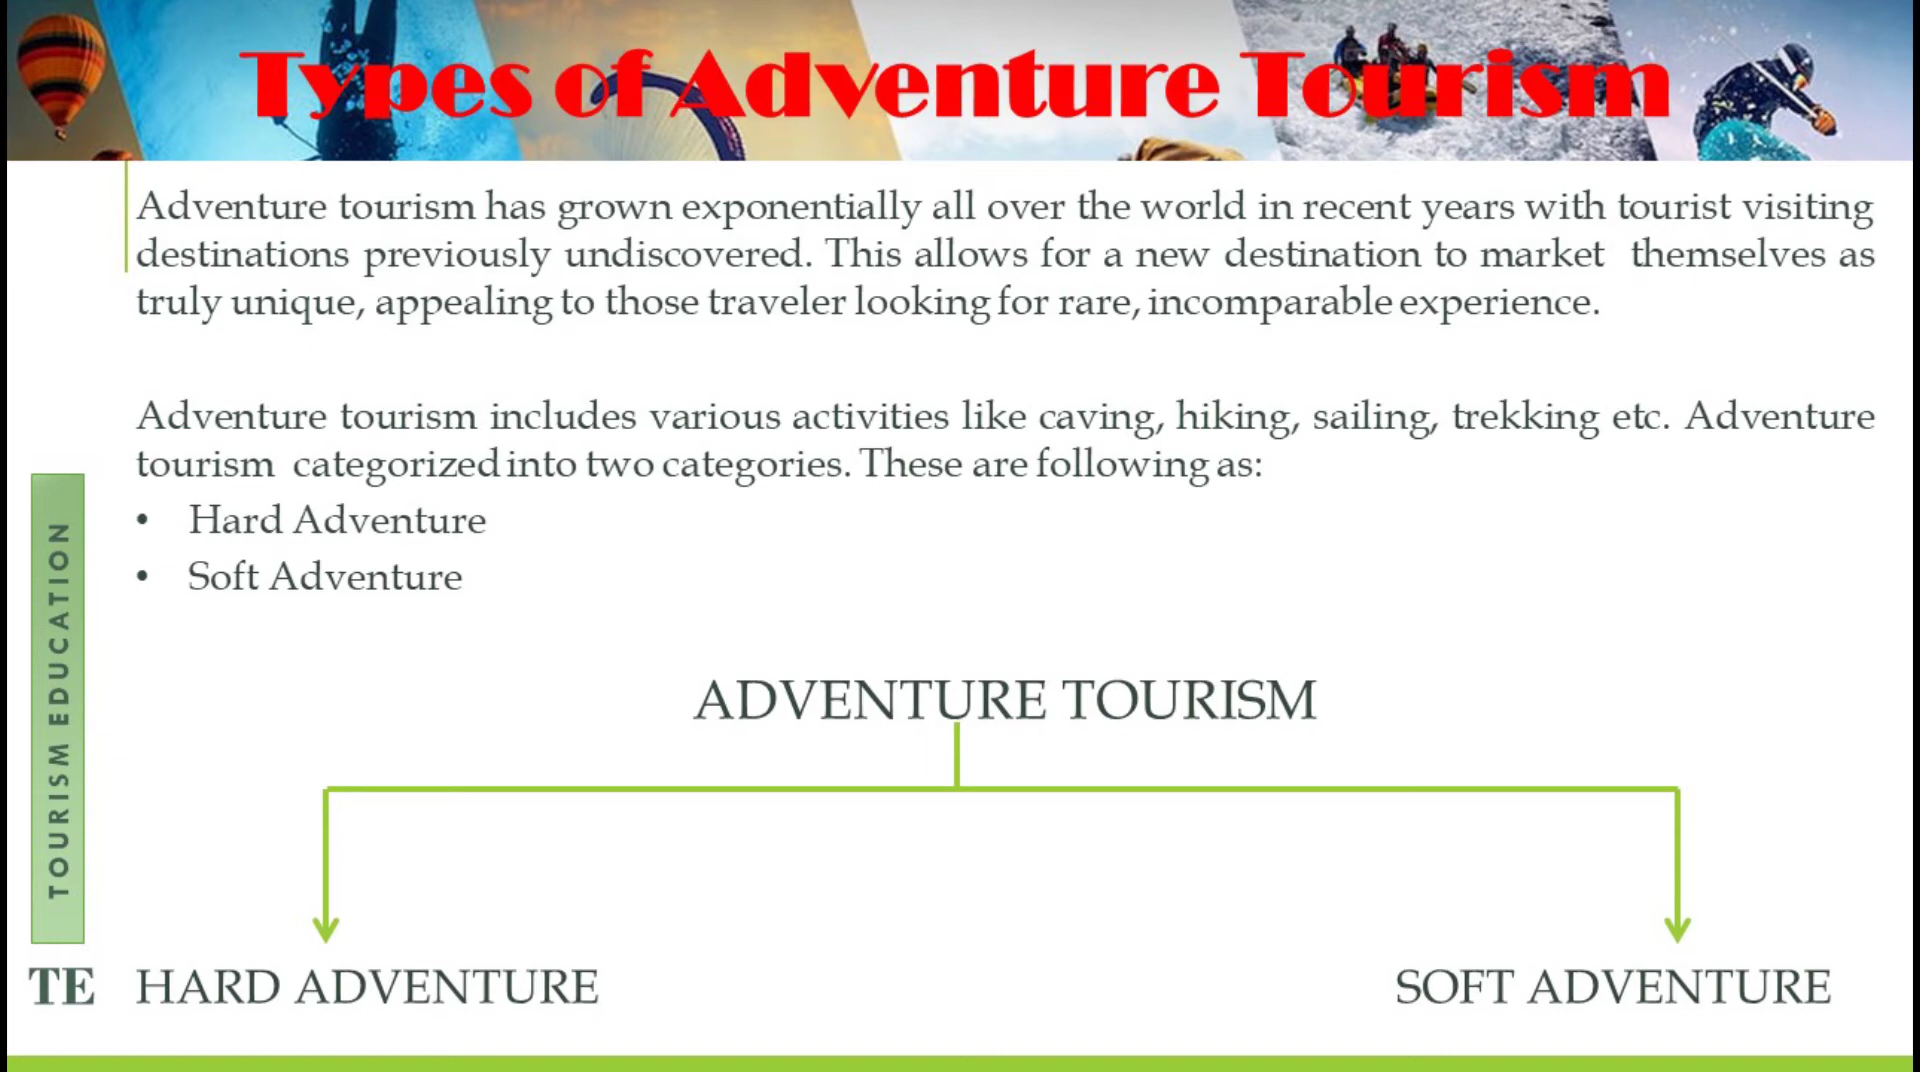 Types of Adventure Tourism
Adventure tourism has grown exponentially all over the world in recent years with tourist visiting
destinations previously undiscovered. This allows for a new destination to market themselves as
truly unique, appealing to those traveler looking for rare, incomparable experience.
Adventure tourism includes various activities like caving, hiking, sailing, trekking etc. Adventure
tourism categorized into two categories. These are following as:
• Hard Adventure
• Soft Adventure
ADVENTURE TOURISM
HARD ADVENTURE
SOFT ADVENTURE
TOURISM EDUCATION
TE